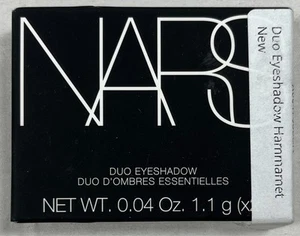 NARS
DUO EYESHADOW
DUO D'OMBRES ESSENTIELLES
NET WT. 0.04 Oz. 1.1 g (x
Duo Eyeshadow Hammamet
New